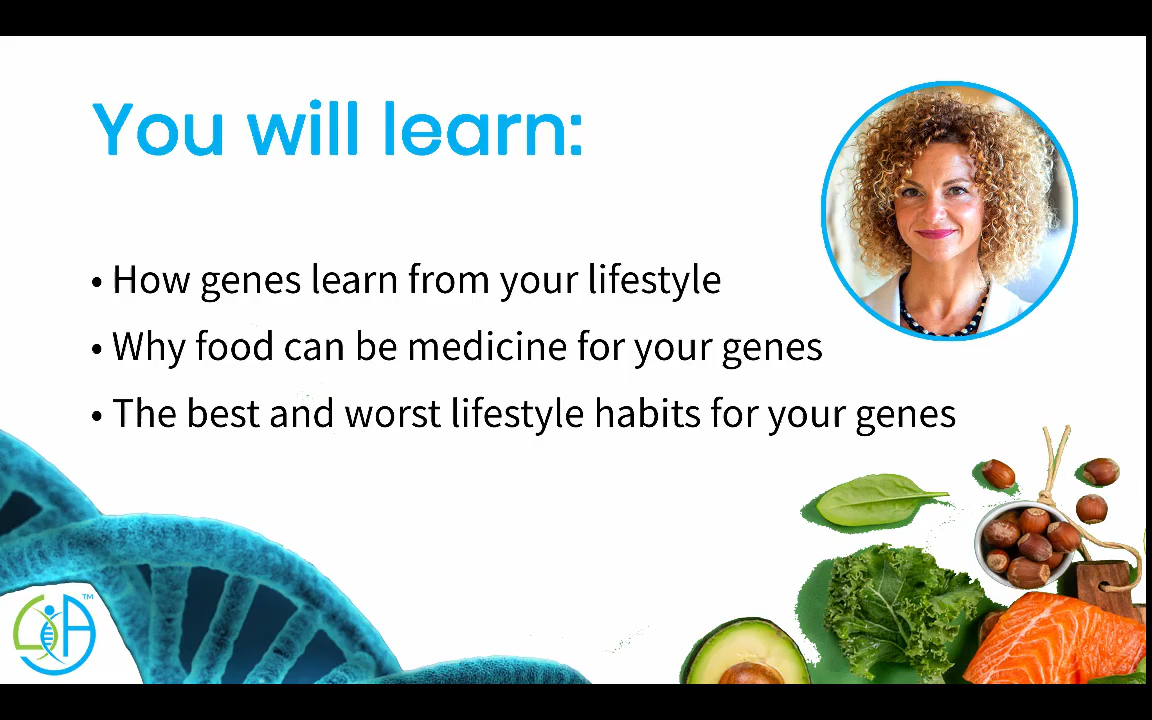 You will learn:
• How genes learn from your lifestyle
• Why food can be medicine for your genes
• The best and worst lifestyle habits for your genes
LA™